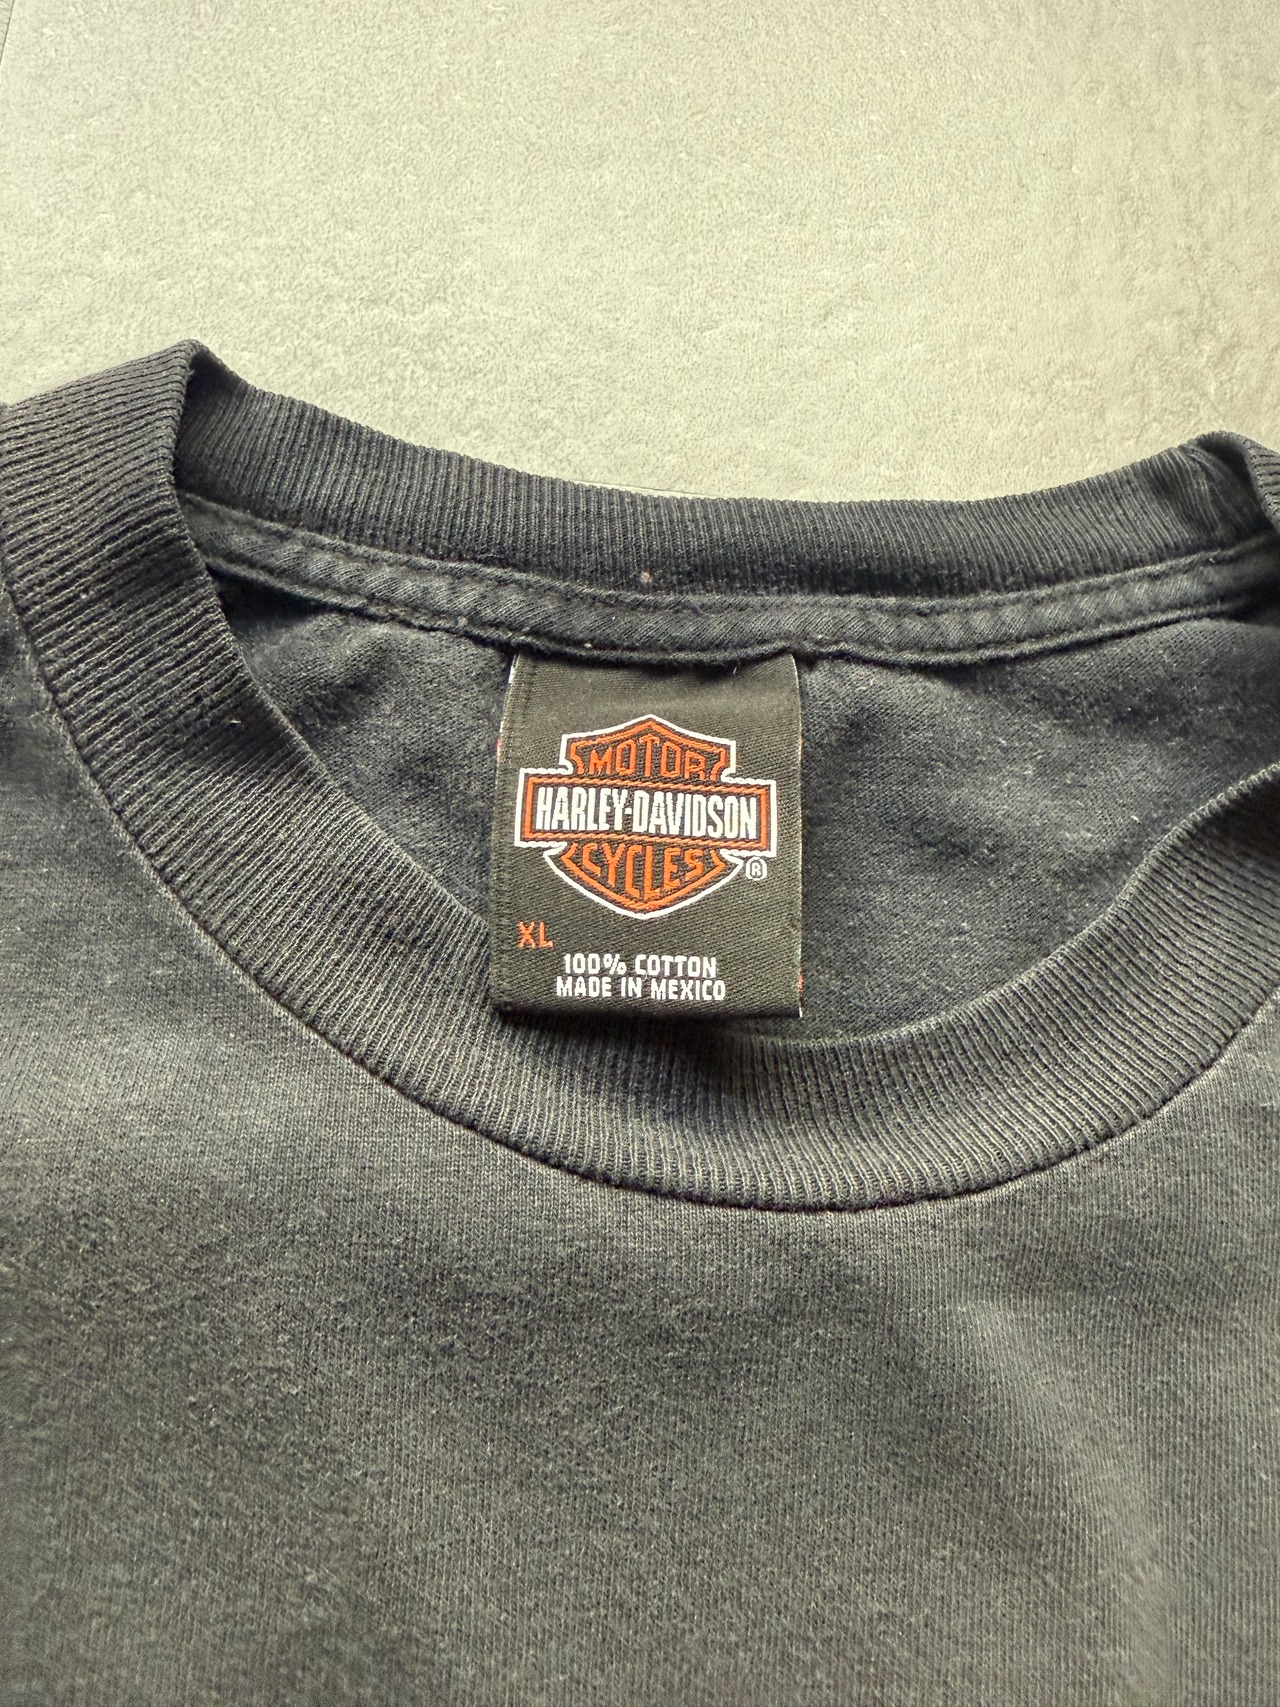 MOTOR
HARLEY-DAVIDSON
CYCLES
®
XL
100% COTTON
MADE IN MEXICO